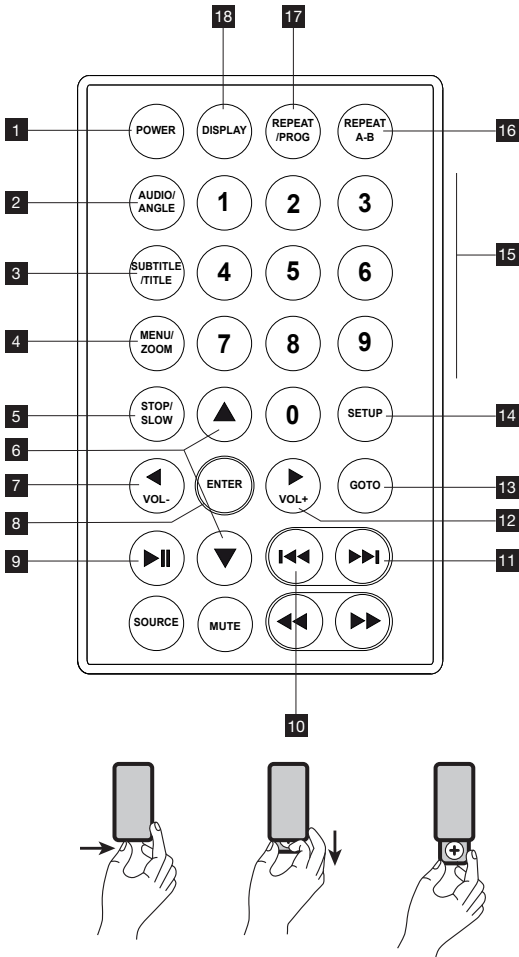 18 17
1 POWER DISPLAY REPEAT
/PROG REPEAT
A-B 16
2 AUDIO/
ANGLE 1 2 3
15
3 SUBTITLE
/TITLE 4 5 6
4 MENU/
ZOOM 7 8 9
5 STOP/
SLOW 0 SETUP 14
6
7 VOL- ENTER VOL+ GOTO 13
8 12
9 11
SOURCE MUTE
10